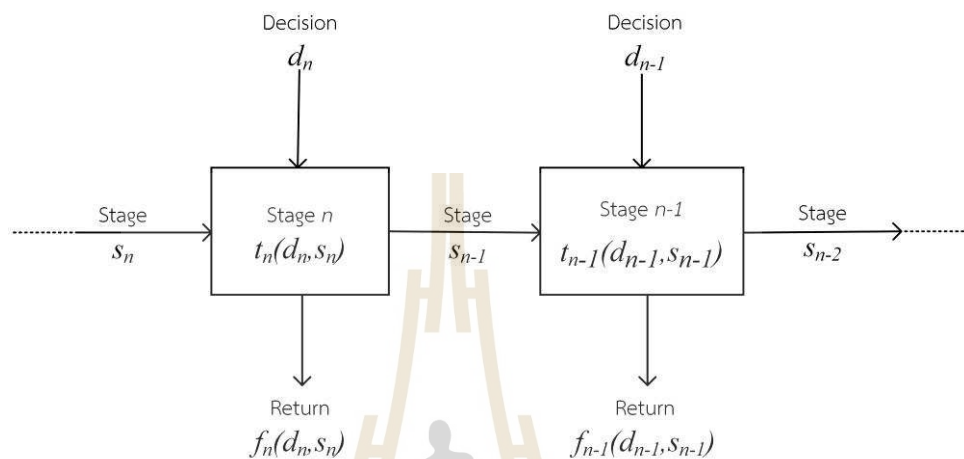 Decision
d_n
Decision
d_{n-1}
Stage
s_n
Stage n
t_n(d_n,s_n)
Stage
s_{n-1}
Stage n-1
t_{n-1}(d_{n-1},s_{n-1})
Stage
s_{n-2}
Return
f_n(d_n,s_n)
Return
f_{n-1}(d_{n-1},s_{n-1})